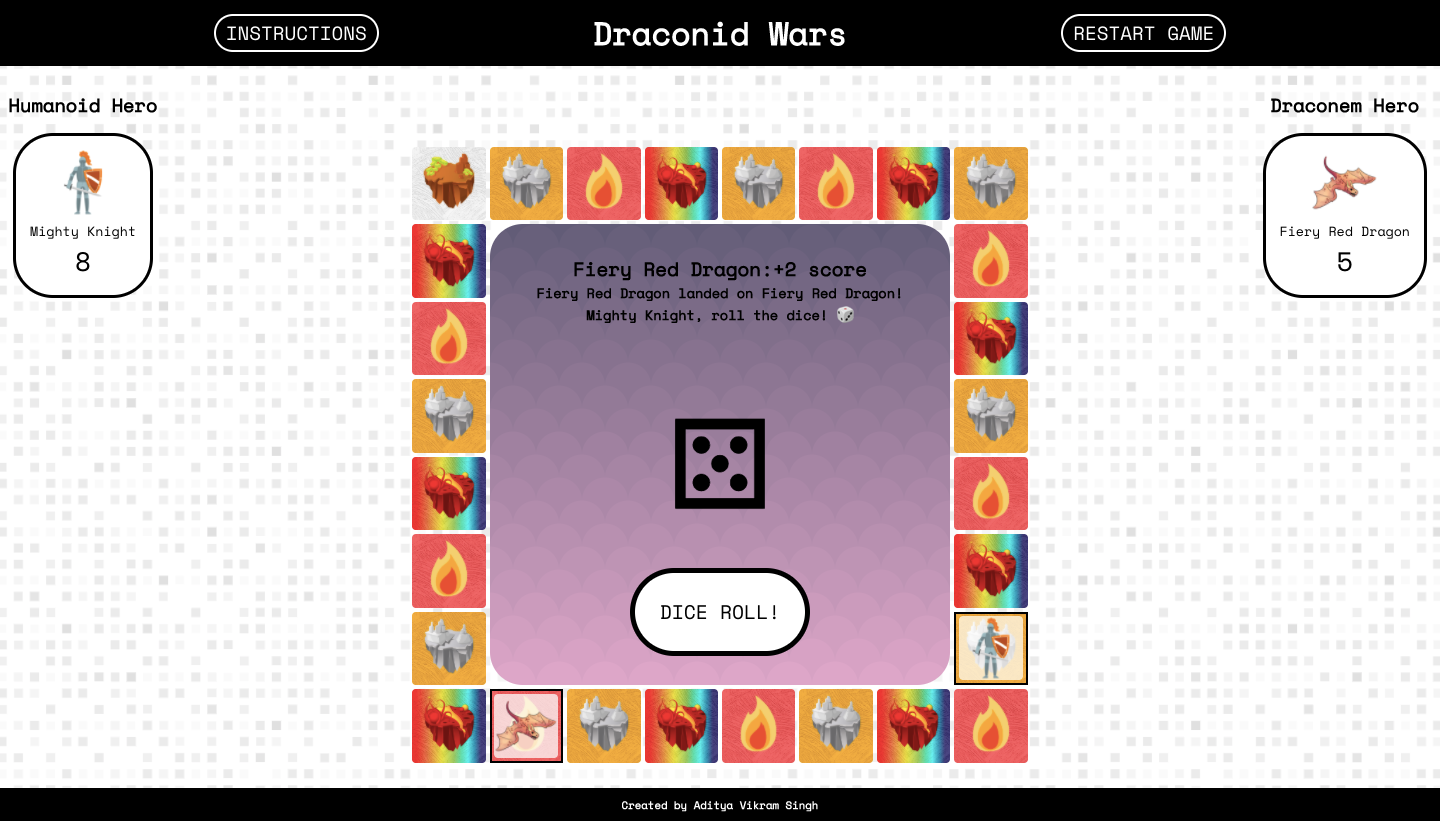 INSTRUCTIONS
Draconid Wars
RESTART GAME
Humanoid Hero
Mighty Knight
8
Draconem Hero
Fiery Red Dragon
5
Fiery Red Dragon:+2 score
Fiery Red Dragon landed on Fiery Red Dragon!
Mighty Knight, roll the dice! 🎲
DICE ROLL!
Created by Aditya Vikram Singh